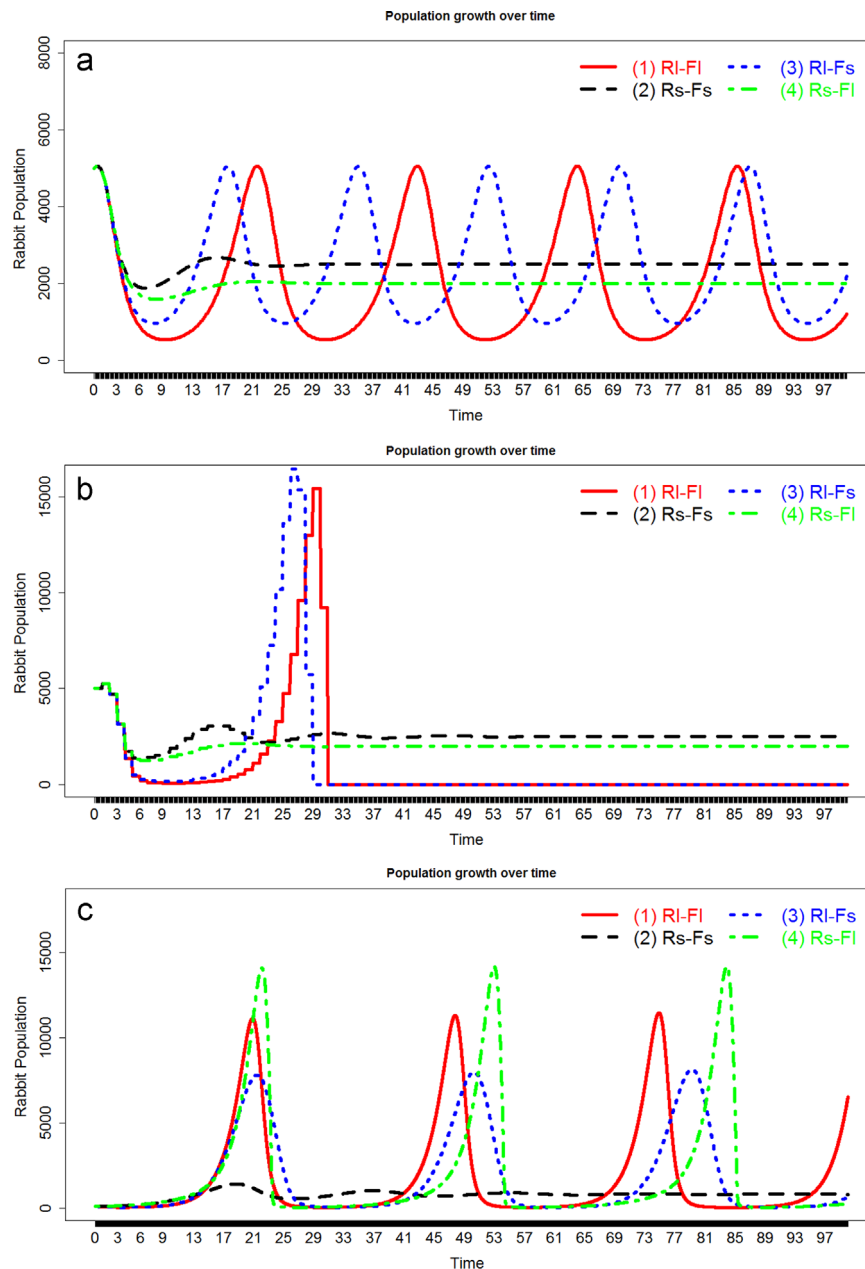 Population growth over time
a
(1) Rl-Fl (3) Rl-Fs
(2) Rs-Fs (4) Rs-Fl
8000
6000
4000
2000
0
Rabbit Population
0 3 6 9 13 17 21 25 29 33 37 41 45 49 53 57 61 65 69 73 77 81 85 89 93 97
Time
Population growth over time
b
(1) Rl-Fl (3) Rl-Fs
(2) Rs-Fs (4) Rs-Fl
15000
10000
5000
0
Rabbit Population
0 3 6 9 13 17 21 25 29 33 37 41 45 49 53 57 61 65 69 73 77 81 85 89 93 97
Time
Population growth over time
c
(1) Rl-Fl (3) Rl-Fs
(2) Rs-Fs (4) Rs-Fl
15000
10000
5000
0
Rabbit Population
0 3 6 9 13 17 21 25 29 33 37 41 45 49 53 57 61 65 69 73 77 81 85 89 93 97
Time